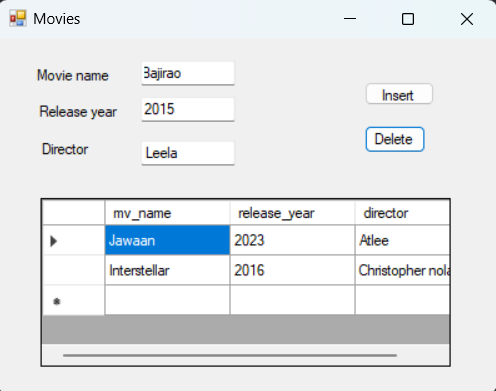 Movies
Movie name Bajirao
Insert
Release year 2015
Delete
Director Leela
mv_name release_year director
Jawaan 2023 Atlee
Interstellar 2016 Christopher nola
*